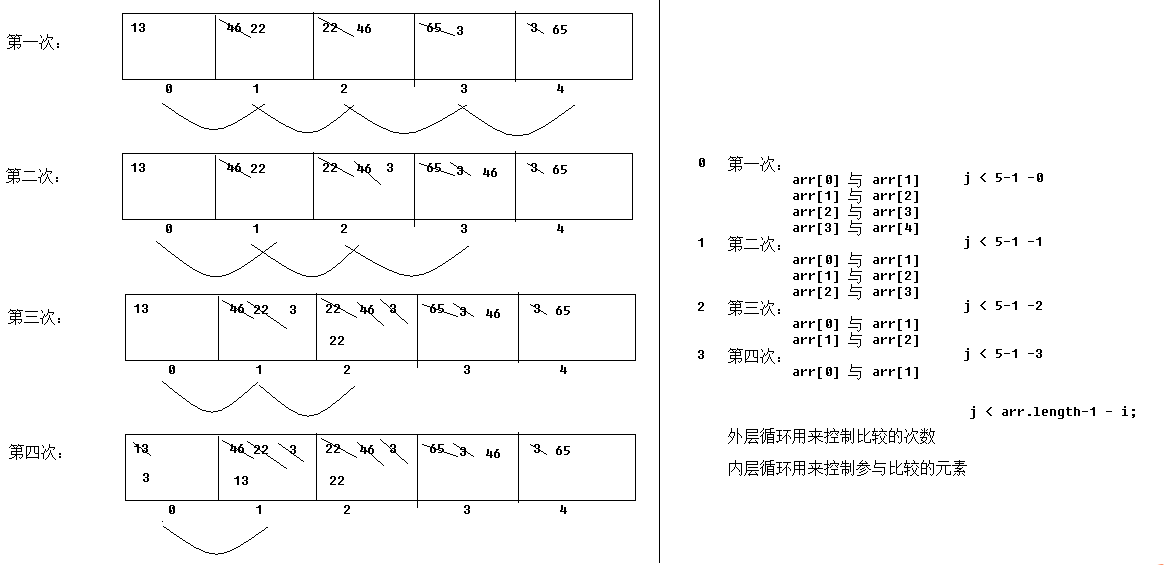 13 46 22 22 46 65 3 3 65
第一次：
0 1 2 3 4
13 46 22 22 46 3 65 3 46 3 65
第二次：
0 1 2 3 4
13 46 22 3 22 46 3 65 3 46 3 65
第三次：
22
0 1 2 3 4
13 46 22 3 22 46 3 65 3 46 3 65
第四次：
3 13 22
0 1 2 3 4
0 第一次：
arr[0] 与 arr[1] j < 5-1 -0
arr[1] 与 arr[2]
arr[2] 与 arr[3]
arr[3] 与 arr[4]
1 第二次： j < 5-1 -1
arr[0] 与 arr[1]
arr[1] 与 arr[2]
arr[2] 与 arr[3]
2 第三次： j < 5-1 -2
arr[0] 与 arr[1]
arr[1] 与 arr[2]
3 第四次： j < 5-1 -3
arr[0] 与 arr[1]
j < arr.length-1 - i;
外层循环用来控制比较的次数
内层循环用来控制参与比较的元素